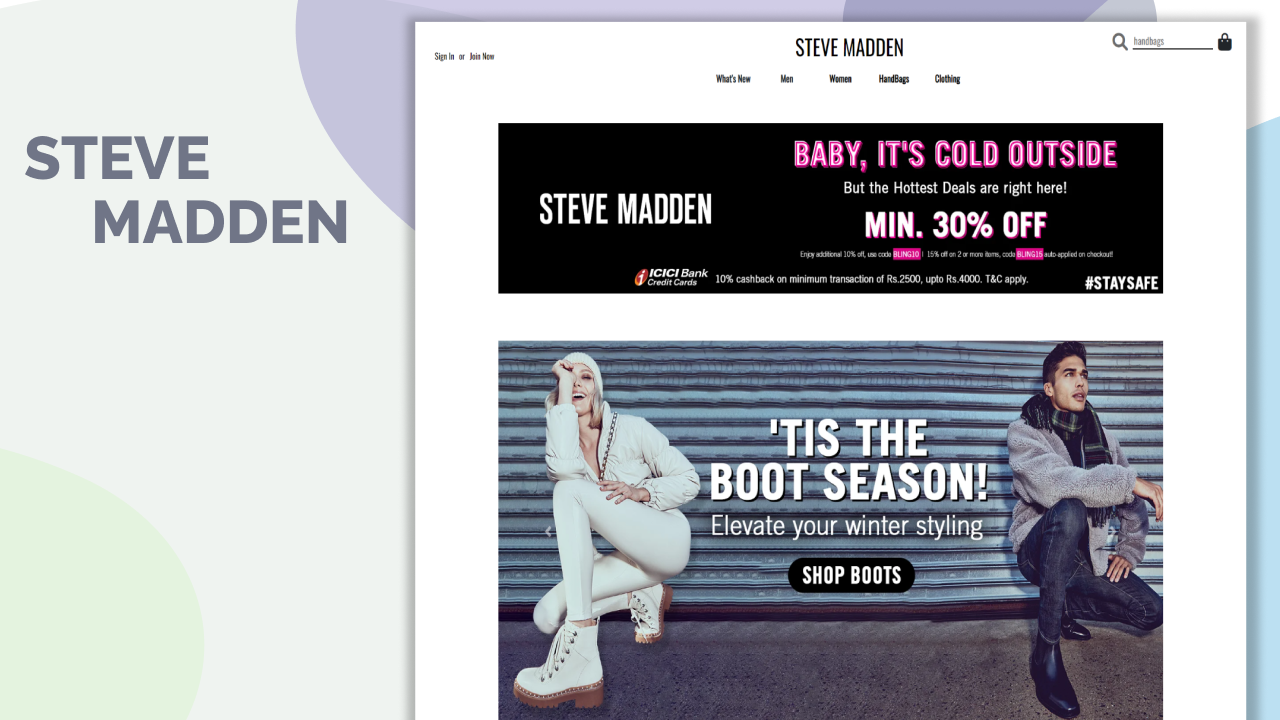 STEVE
MADDEN
Sign In or Join Now
STEVE MADDEN
handbags
What's New Men Women HandBags Clothing
STEVE MADDEN
BABY, IT'S COLD OUTSIDE
But the Hottest Deals are right here!
MIN. 30% OFF
Enjoy additional 10% off, use code BLING10 | 15% off on 2 or more items, code BLING15 auto-applied on checkout!
ICICI Bank
Credit Cards
10% cashback on minimum transaction of Rs.2500, upto Rs.4000. T&C apply.
#STAYSAFE
'TIS THE
BOOT SEASON!
Elevate your winter styling
SHOP BOOTS